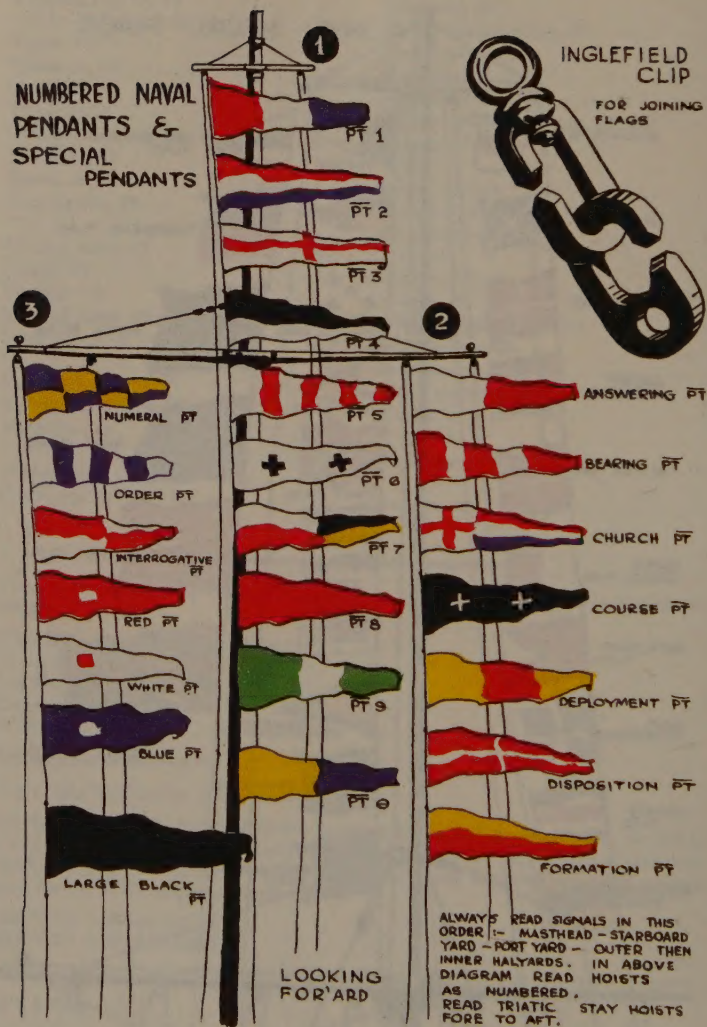 NUMBERED NAVAL
PENDANTS &
SPECIAL
PENDANTS
1
INGLEFIELD
CLIP
FOR JOINING
FLAGS
PT 1
PT 2
PT 3
PT 4
PT 5
PT 6
PT 7
PT 8
PT 9
PT 0
2
ANSWERING PT
BEARING PT
CHURCH PT
COURSE PT
DEPLOYMENT PT
DISPOSITION PT
FORMATION PT
3
NUMERAL PT
ORDER PT
INTERROGATIVE
PT
RED PT
WHITE PT
BLUE PT
LARGE BLACK
PT
LOOKING
FOR'ARD
ALWAYS READ SIGNALS IN THIS
ORDER :- MASTHEAD - STARBOARD
YARD - PORT YARD - OUTER THEN
INNER HALYARDS. IN ABOVE
DIAGRAM READ HOISTS
AS NUMBERED.
READ TRIATIC STAY HOISTS
FORE TO AFT.